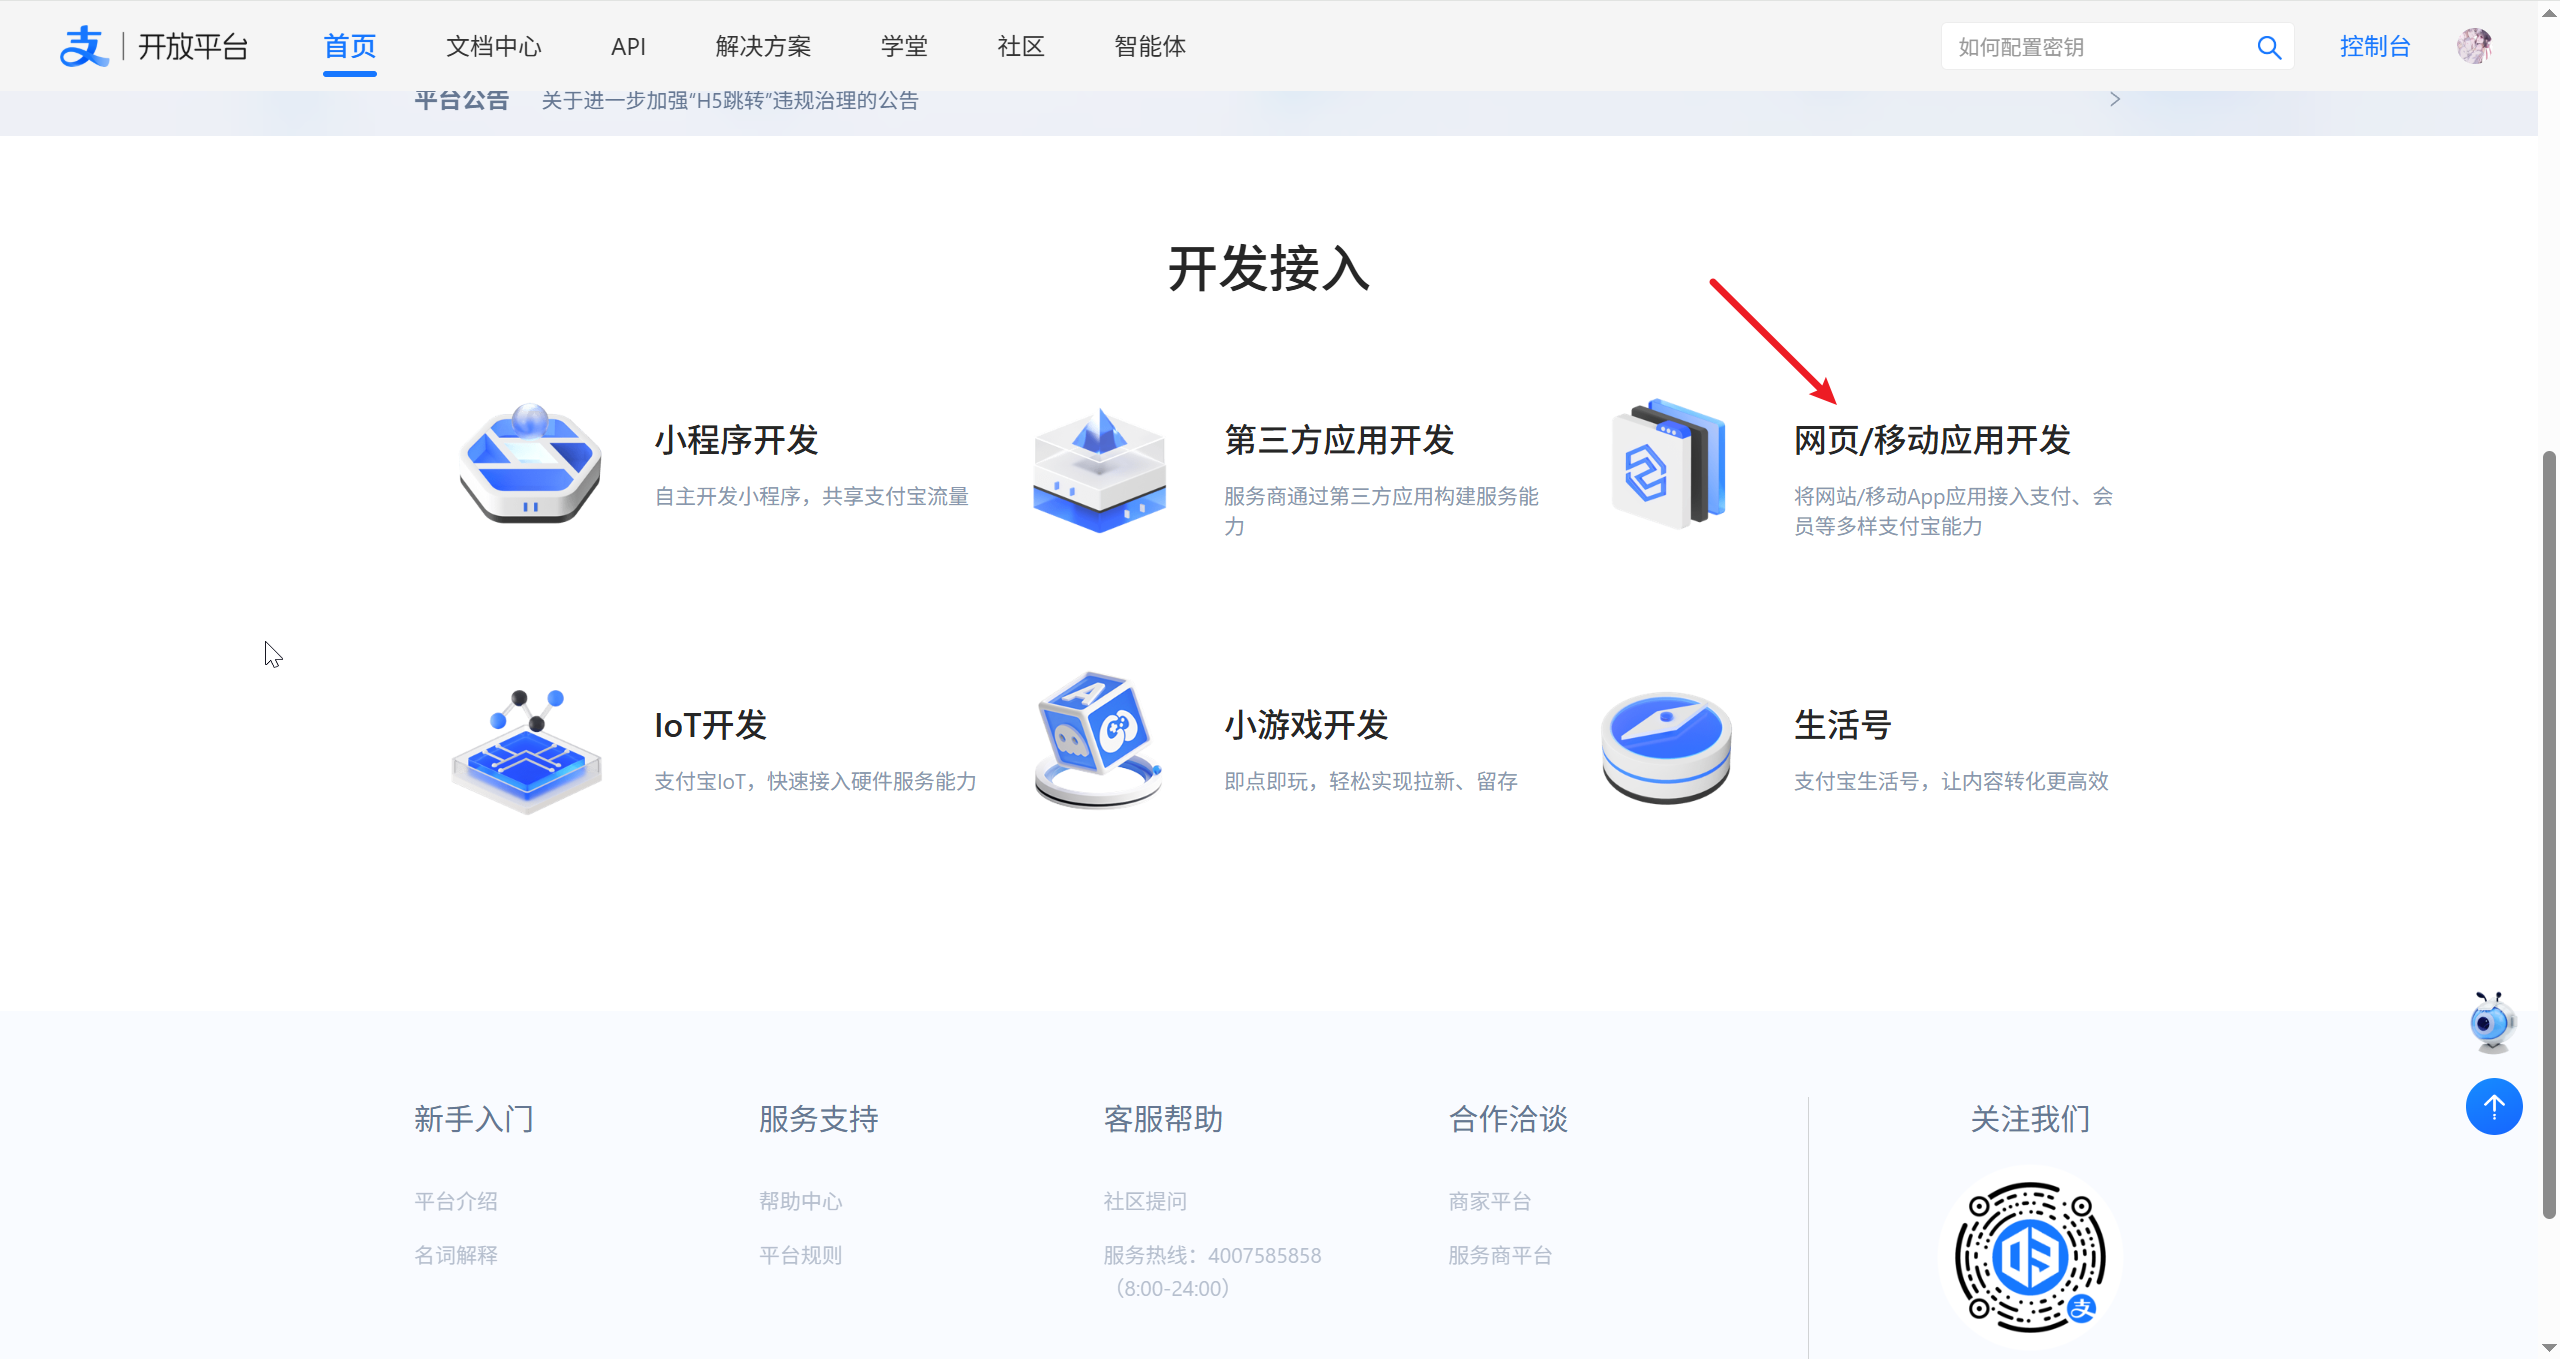 支 开放平台 首页 文档中心 API 解决方案 学堂 社区 智能体 如何配置密钥 控制台
平台公告 关于进一步加强“H5跳转”违规治理的公告
开发接入
小程序开发
自主开发小程序，共享支付宝流量
第三方应用开发
服务商通过第三方应用构建服务能
力
网页/移动应用开发
将网站/移动App应用接入支付、会
员等多样支付宝能力
IoT开发
支付宝IoT，快速接入硬件服务能力
小游戏开发
即点即玩，轻松实现拉新、留存
生活号
支付宝生活号，让内容转化更高效
新手入门
平台介绍
名词解释
服务支持
帮助中心
平台规则
客服帮助
社区提问
服务热线：4007585858
（8:00-24:00）
合作洽谈
商家平台
服务商平台
关注我们
支